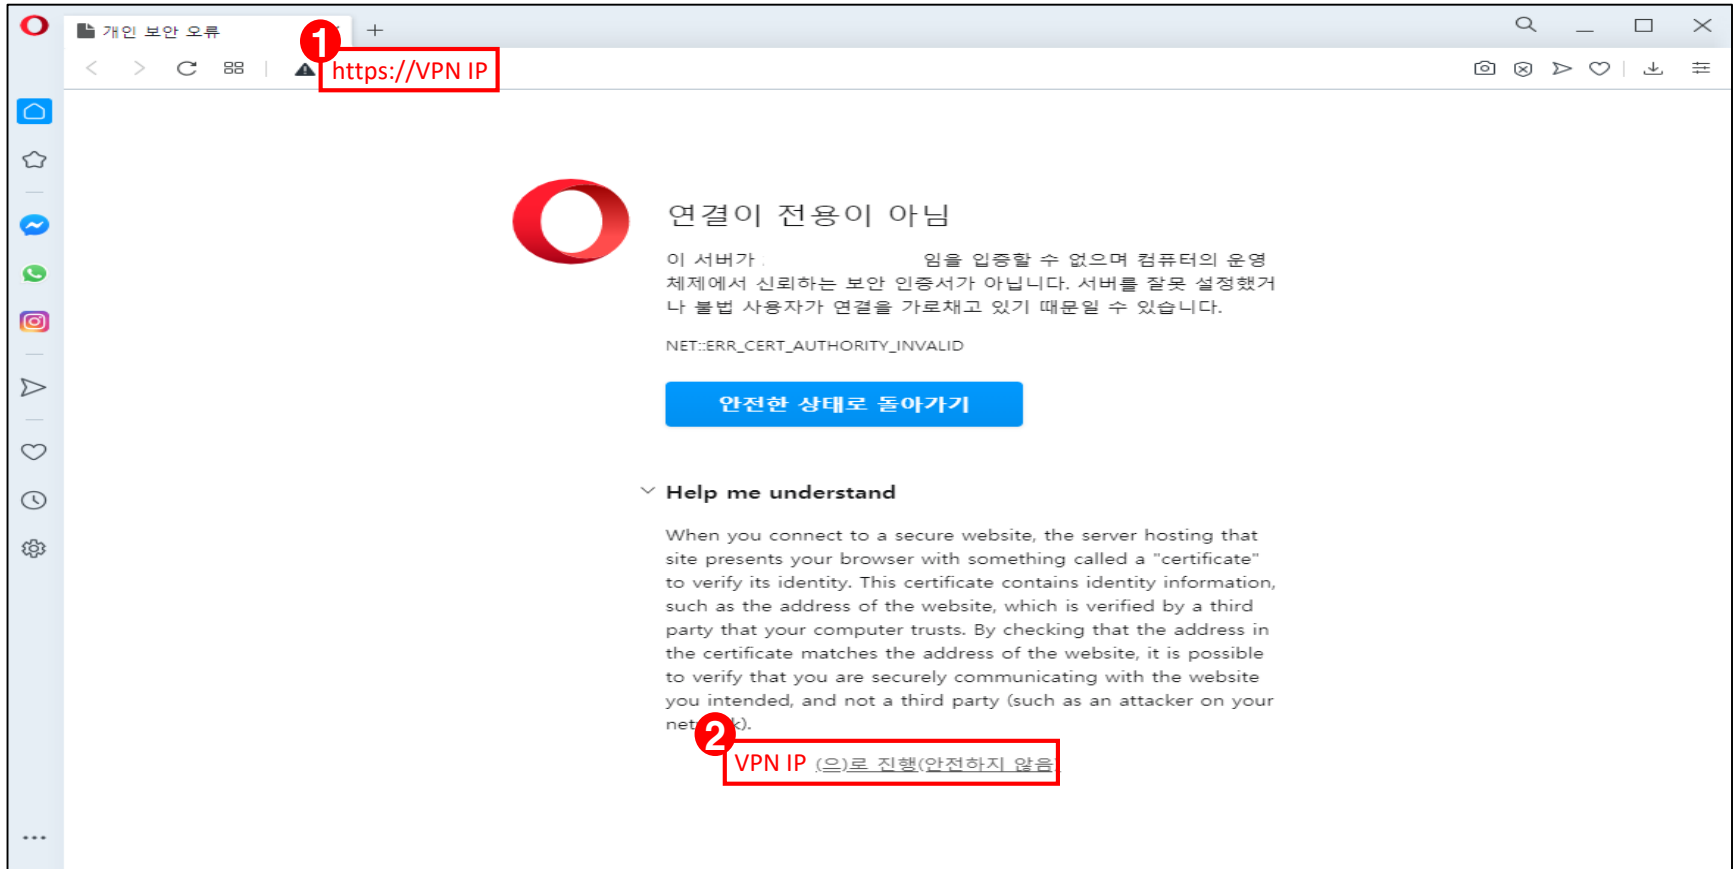 개인 보안 오류
1
https://VPN IP
연결이 전용이 아님
이 서버가 임을 입증할 수 없으며 컴퓨터의 운영
체제에서 신뢰하는 보안 인증서가 아닙니다. 서버를 잘못 설정했거
나 불법 사용자가 연결을 가로채고 있기 때문일 수 있습니다.
NET::ERR_CERT_AUTHORITY_INVALID
안전한 상태로 돌아가기
Help me understand
When you connect to a secure website, the server hosting that
site presents your browser with something called a "certificate"
to verify its identity. This certificate contains identity information,
such as the address of the website, which is verified by a third
party that your computer trusts. By checking that the address in
the certificate matches the address of the website, it is possible
to verify that you are securely communicating with the website
you intended, and not a third party (such as an attacker on your
2
VPN IP (으)로 진행(안전하지 않음)